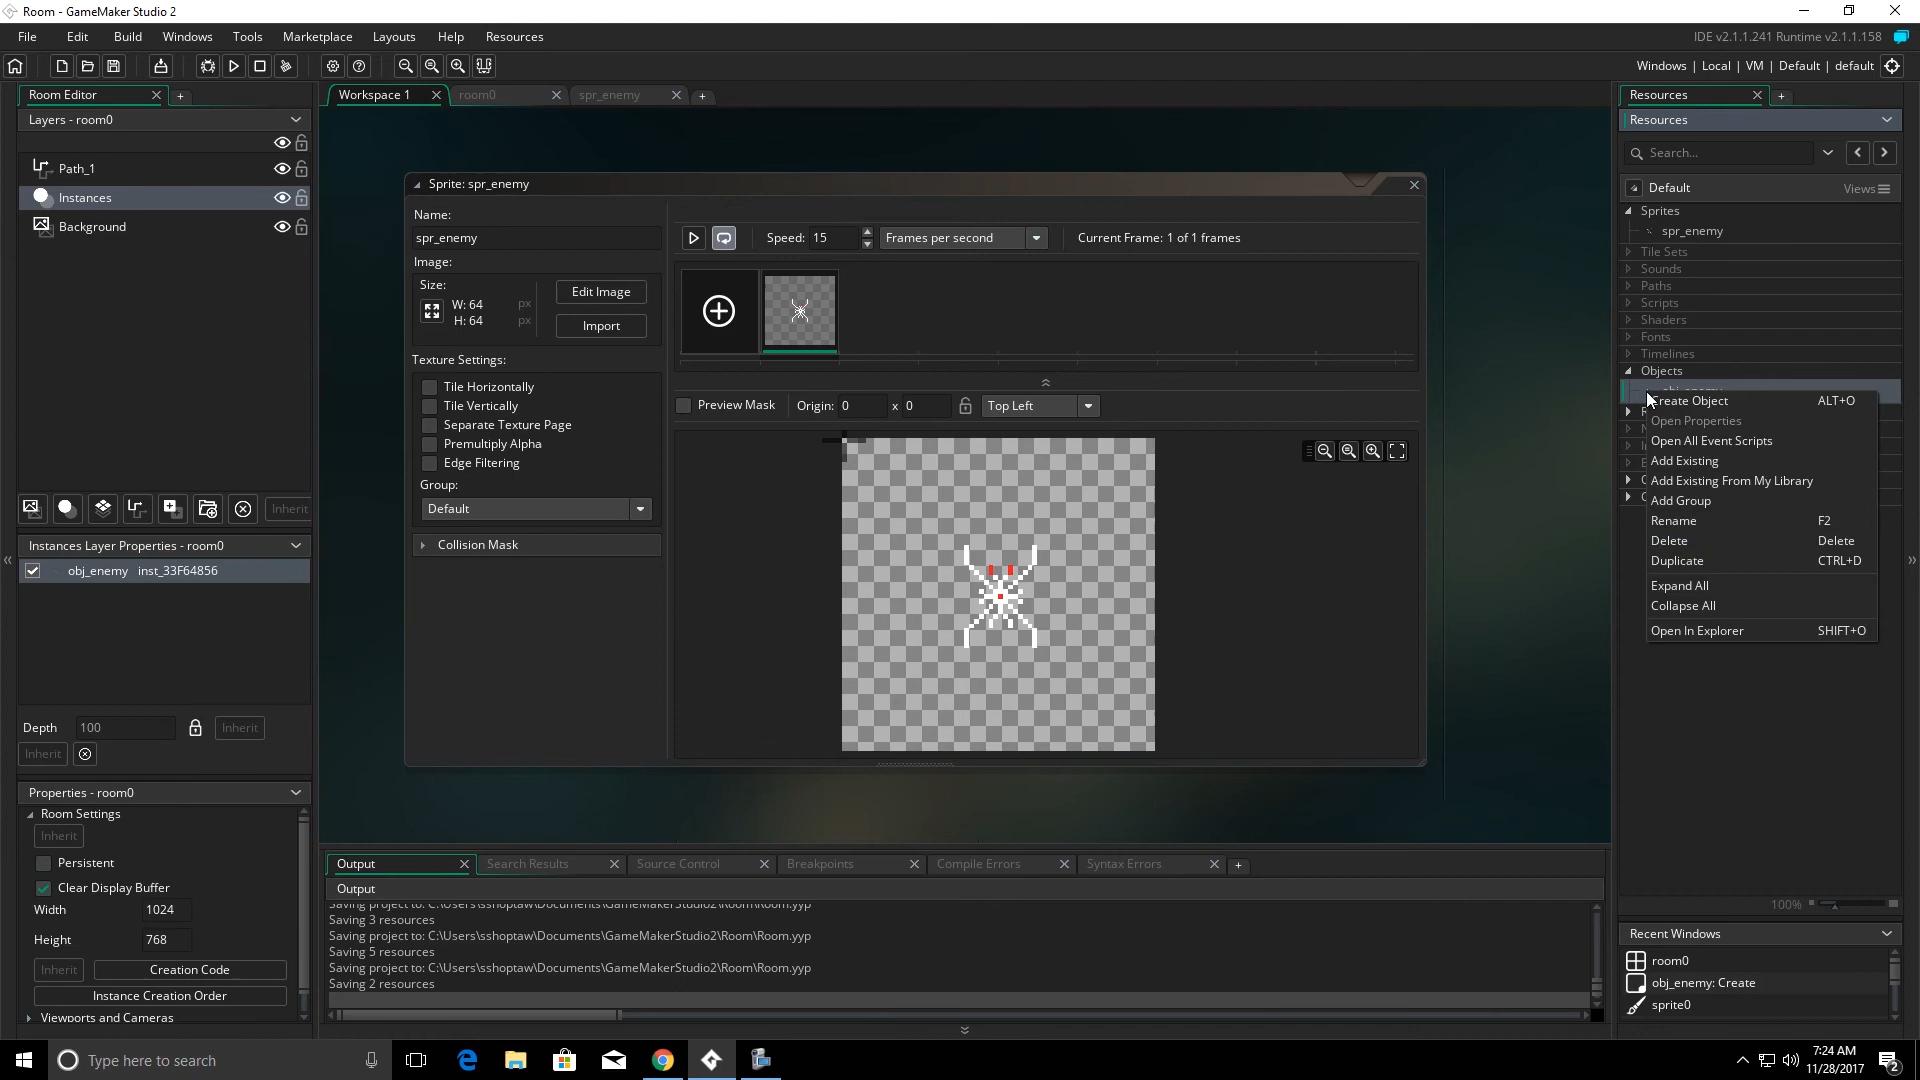 Room - GameMaker Studio 2
File Edit Build Windows Tools Marketplace Layouts Help Resources
IDE v2.1.1.241 Runtime v2.1.1.158
Windows | Local | VM | Default | default
Room Editor
Workspace 1 room0 spr_enemy
Resources
Layers - room0
Resources
Path_1
Instances
Background
Search...
Default Views
Sprites
spr_enemy
Tile Sets
Sounds
Paths
Scripts
Shaders
Fonts
Timelines
Objects
Create Object ALT+O
Open Properties
Open All Event Scripts
Add Existing
Add Existing From My Library
Add Group
Rename F2
Delete Delete
Duplicate CTRL+D
Expand All
Collapse All
Open In Explorer SHIFT+O
Sprite: spr_enemy
Name:
spr_enemy
Image:
Size:
W: 64 px
H: 64 px
Edit Image
Import
Texture Settings:
Tile Horizontally
Tile Vertically
Separate Texture Page
Premultiply Alpha
Edge Filtering
Group:
Default
Collision Mask
Speed: 15 Frames per second Current Frame: 1 of 1 frames
Preview Mask Origin: 0 x 0 Top Left
Inherit
Instances Layer Properties - room0
obj_enemy inst_33F64856
Depth 100 Inherit
Inherit
Properties - room0
Room Settings
Inherit
Persistent
Clear Display Buffer
Width 1024
Height 768
Inherit Creation Code
Instance Creation Order
Viewports and Cameras
Output Search Results Source Control Breakpoints Compile Errors Syntax Errors
Output
Saving project to: C:\Users\sshoptaw\Documents\GameMakerStudio2\Room\Room.yyp
Saving 3 resources
Saving project to: C:\Users\sshoptaw\Documents\GameMakerStudio2\Room\Room.yyp
Saving 5 resources
Saving project to: C:\Users\sshoptaw\Documents\GameMakerStudio2\Room\Room.yyp
Saving 2 resources
100%
Recent Windows
room0
obj_enemy: Create
sprite0
Type here to search
7:24 AM
11/28/2017
2